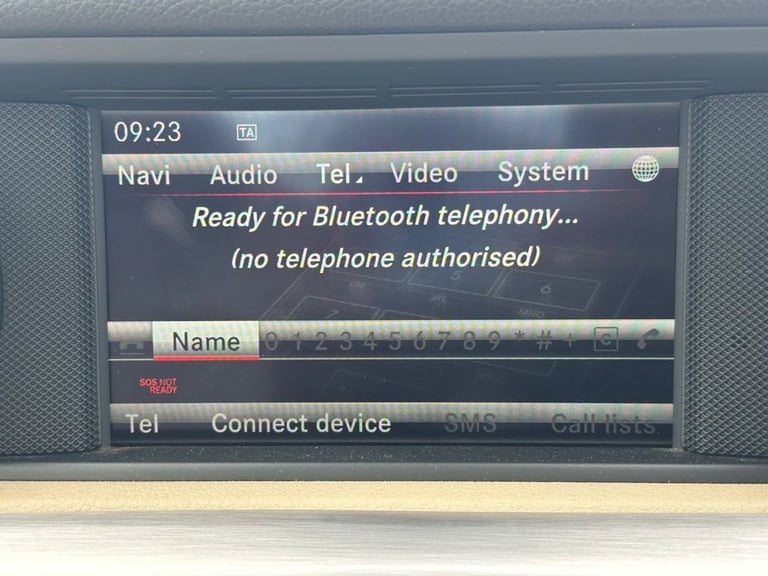 09:23 TA
Navi Audio Tel Video System
Ready for Bluetooth telephony...
(no telephone authorised)
Name 0 1 2 3 4 5 6 7 8 9 * # + C
SOS NOT
READY
Tel Connect device SMS Call lists